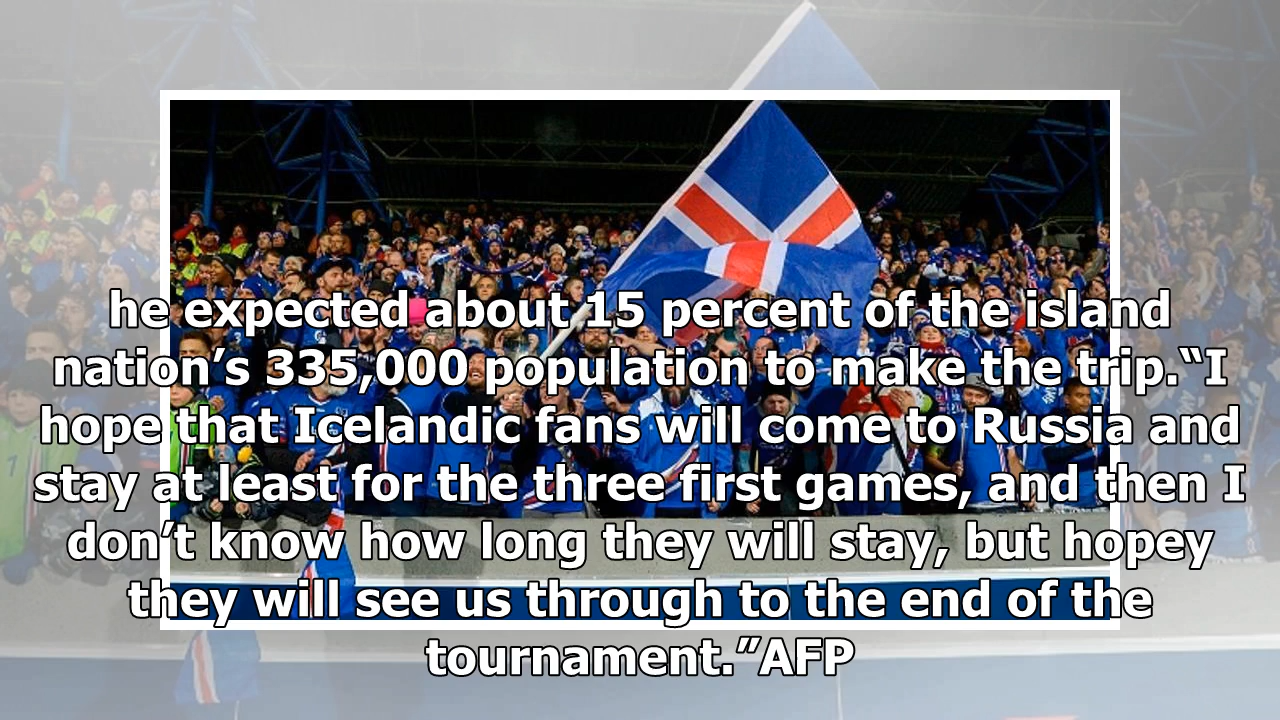 he expected about 15 percent of the island
nation’s 335,000 population to make the trip.“I
hope that Icelandic fans will come to Russia and
stay at least for the three first games, and then I
don’t know how long they will stay, but hopey
they will see us through to the end of the
tournament.”AFP